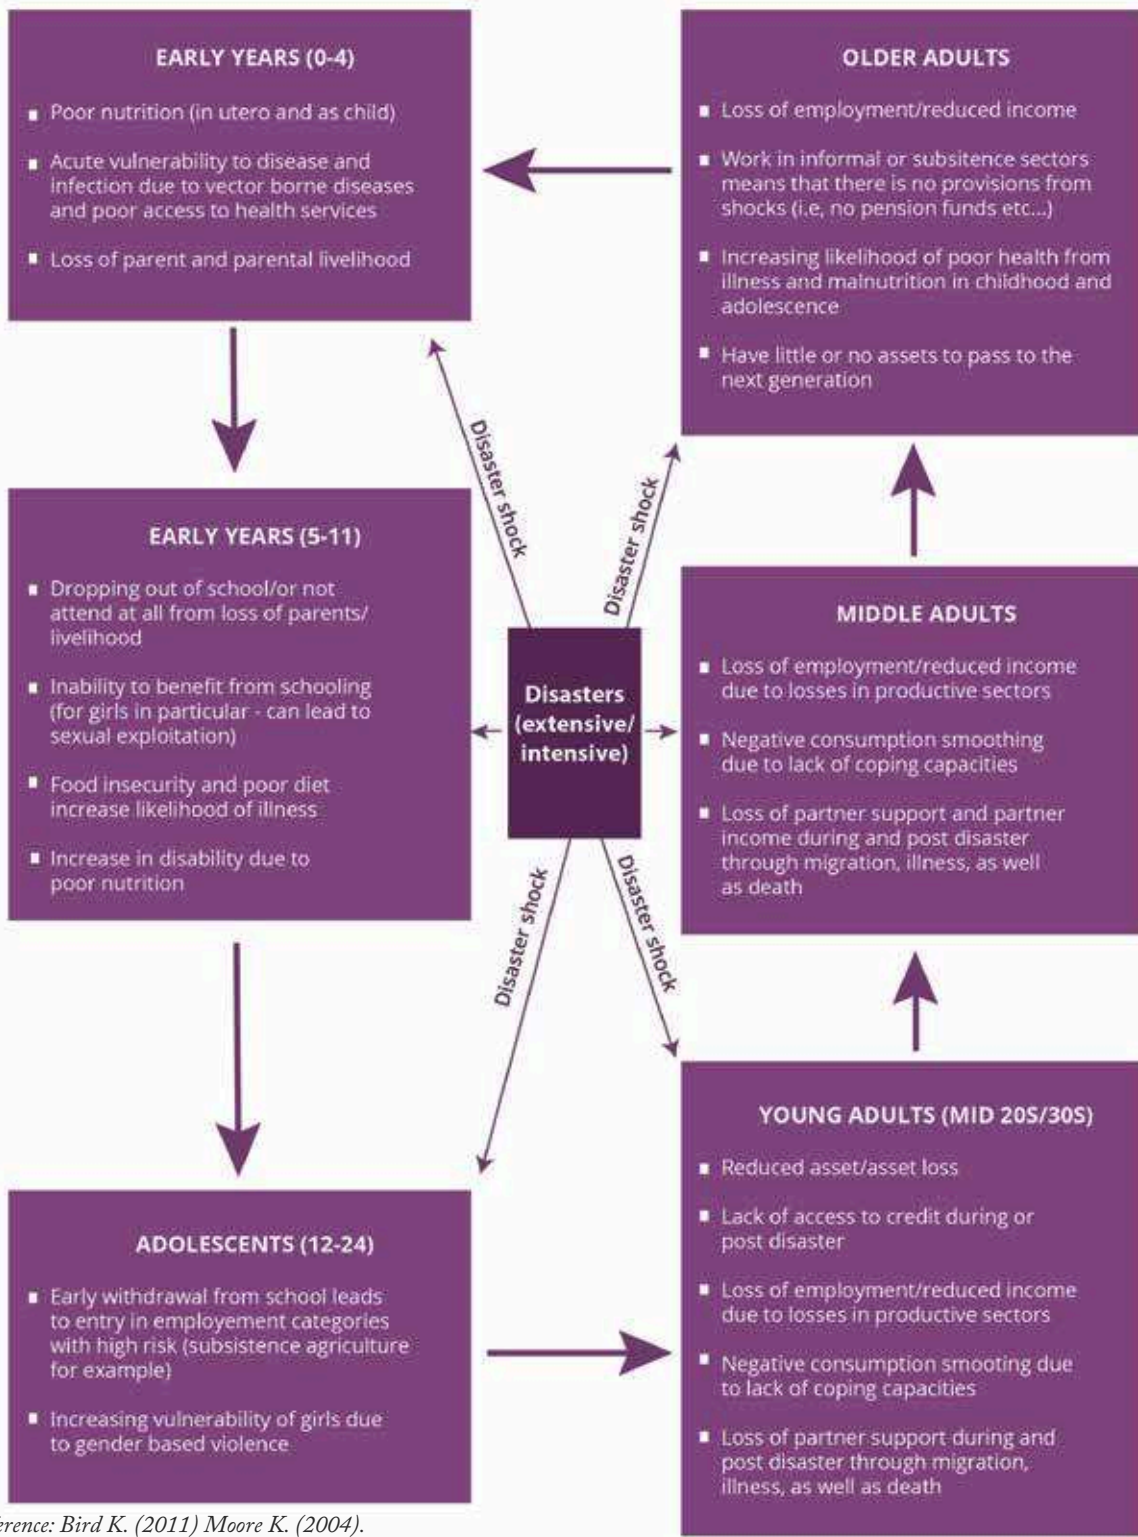 EARLY YEARS (0-4)
Poor nutrition (in utero and as child)
Acute vulnerability to disease and
infection due to vector borne diseases
and poor access to health services
Loss of parent and parental livelihood
OLDER ADULTS
Loss of employment/reduced income
Work in informal or subsitence sectors
means that there is no provisions from
shocks (i.e, no pension funds etc...)
Increasing likelihood of poor health from
illness and malnutrition in childhood and
adolescence
Have little or no assets to pass to the
next generation
Disaster shock
Disaster shock
EARLY YEARS (5-11)
Dropping out of school/or not
attend at all from loss of parents/
livelihood
Inability to benefit from schooling
(for girls in particular - can lead to
sexual exploitation)
Food insecurity and poor diet
increase likelihood of illness
Increase in disability due to
poor nutrition
Disasters
(extensive/
intensive)
MIDDLE ADULTS
Loss of employment/reduced income
due to losses in productive sectors
Negative consumption smoothing
due to lack of coping capacities
Loss of partner support and partner
income during and post disaster
through migration, illness, as well
as death
Disaster shock
Disaster shock
ADOLESCENTS (12-24)
Early withdrawal from school leads
to entry in employement categories
with high risk (subsistence agriculture
for example)
Increasing vulnerability of girls due
to gender based violence
YOUNG ADULTS (MID 20S/30S)
Reduced asset/asset loss
Lack of access to credit during or
post disaster
Loss of employment/reduced income
due to losses in productive sectors
Negative consumption smooting due
to lack of coping capacities
Loss of partner support during and
post disaster through migration,
illness, as well as death
erence: Bird K. (2011) Moore K. (2004).